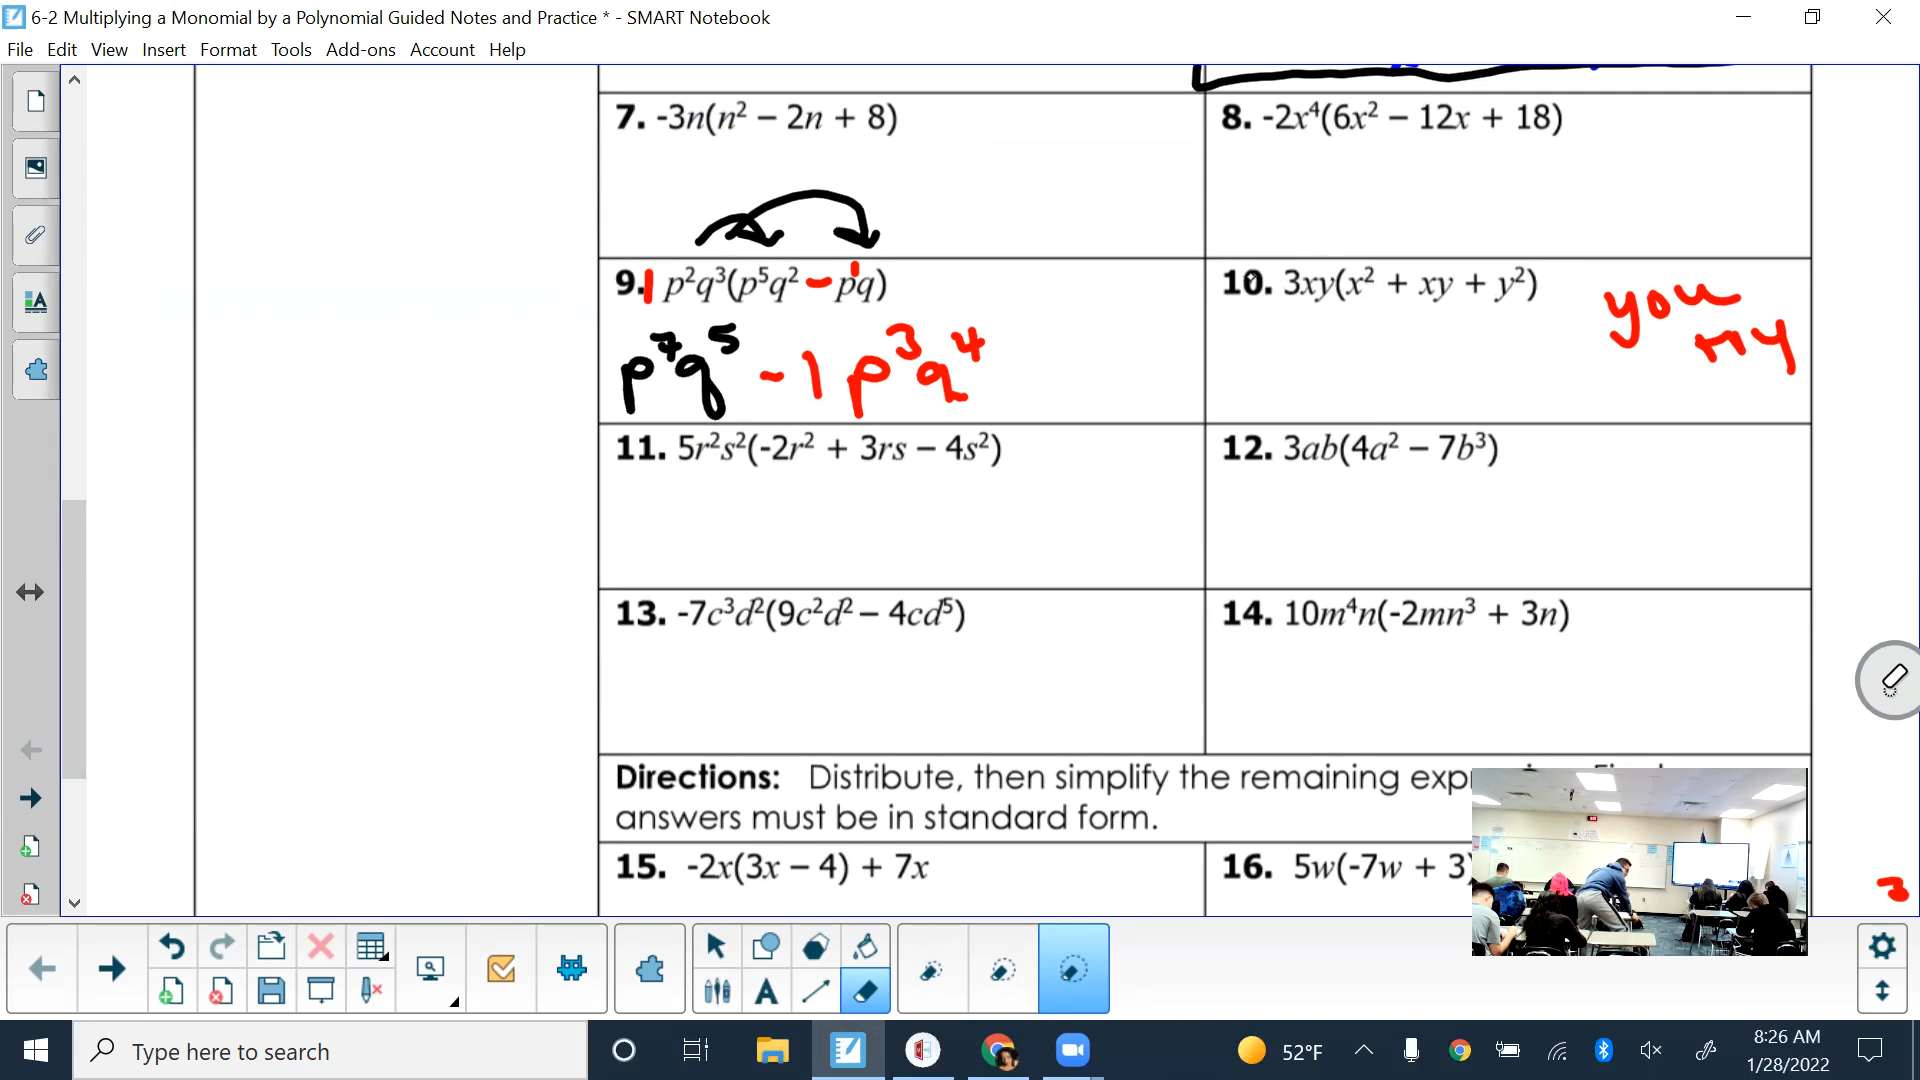 6-2 Multiplying a Monomial by a Polynomial Guided Notes and Practice * - SMART Notebook
File Edit View Insert Format Tools Add-ons Account Help
7. -3n(n² – 2n + 8)
8. -2x⁴(6x² – 12x + 18)
9. 1 p²q³(p⁵q² – p¹q)
p⁷q⁵ - 1 p³q⁴
10. 3xy(x² + xy + y²)
you
try
11. 5r²s²(-2r² + 3rs – 4s²)
12. 3ab(4a² – 7b³)
13. -7c³d²(9c²d² – 4cd⁵)
14. 10m⁴n(-2mn³ + 3n)
Directions: Distribute, then simplify the remaining
answers must be in standard form.
15. -2x(3x – 4) + 7x
16. 5w(-7w + 3)
3
Type here to search
52°F
8:26 AM
1/28/2022